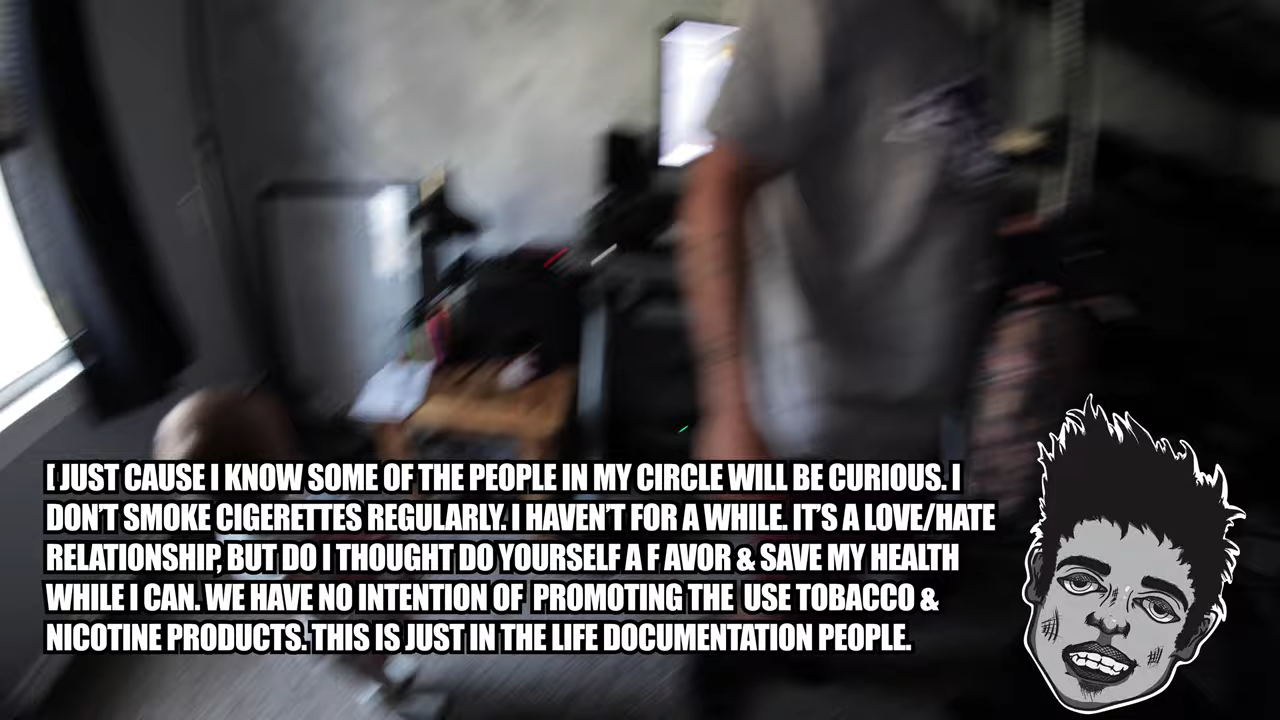 [ JUST CAUSE I KNOW SOME OF THE PEOPLE IN MY CIRCLE WILL BE CURIOUS. I
DON'T SMOKE CIGERETTES REGULARLY. I HAVEN'T FOR A WHILE. IT'S A LOVE/HATE
RELATIONSHIP, BUT DO I THOUGHT DO YOURSELF A F AVOR & SAVE MY HEALTH
WHILE I CAN. WE HAVE NO INTENTION OF PROMOTING THE USE TOBACCO &
NICOTINE PRODUCTS. THIS IS JUST IN THE LIFE DOCUMENTATION PEOPLE.